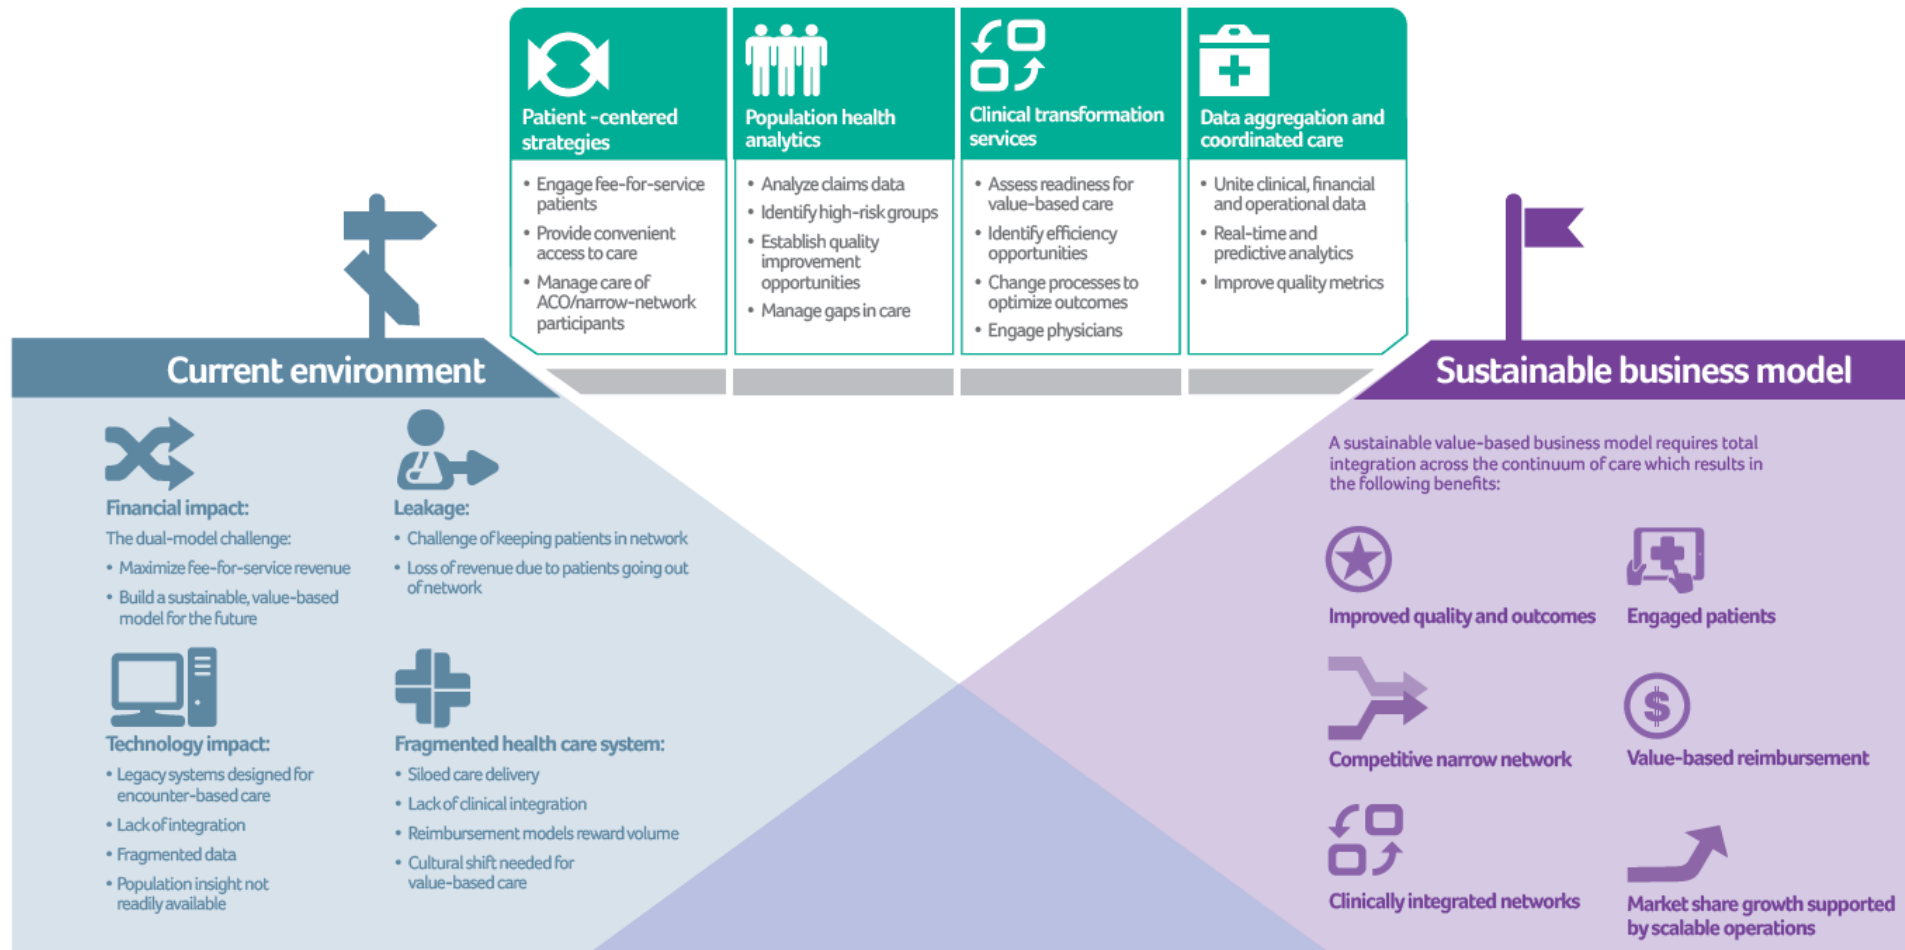 Patient -centered
strategies
• Engage fee-for-service
patients
• Provide convenient
access to care
• Manage care of
ACO/narrow-network
participants
Population health
analytics
• Analyze claims data
• Identify high-risk groups
• Establish quality
improvement
opportunities
• Manage gaps in care
Clinical transformation
services
• Assess readiness for
value-based care
• Identify efficiency
opportunities
• Change processes to
optimize outcomes
• Engage physicians
Data aggregation and
coordinated care
• Unite clinical, financial
and operational data
• Real-time and
predictive analytics
• Improve quality metrics
Current environment
Financial impact:
The dual-model challenge:
• Maximize fee-for-service revenue
• Build a sustainable, value-based
model for the future
Leakage:
• Challenge of keeping patients in network
• Loss of revenue due to patients going out
of network
Technology impact:
• Legacy systems designed for
encounter-based care
• Lack of integration
• Fragmented data
• Population insight not
readily available
Fragmented health care system:
• Siloed care delivery
• Lack of clinical integration
• Reimbursement models reward volume
• Cultural shift needed for
value-based care
Sustainable business model
A sustainable value-based business model requires total
integration across the continuum of care which results in
the following benefits:
Improved quality and outcomes
Engaged patients
Competitive narrow network
$
Value-based reimbursement
Clinically integrated networks
Market share growth supported
by scalable operations